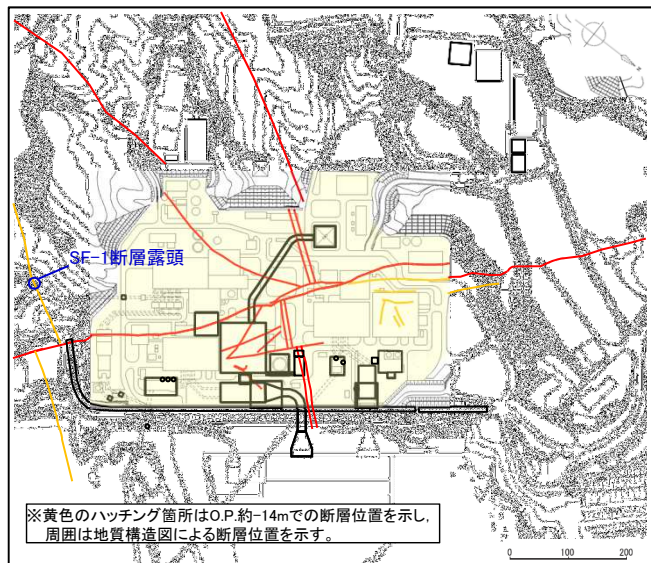 SF-1断層露頭
※黄色のハッチング箇所はO.P.約-14mでの断層位置を示し,
周囲は地質構造図による断層位置を示す。
0 100 200